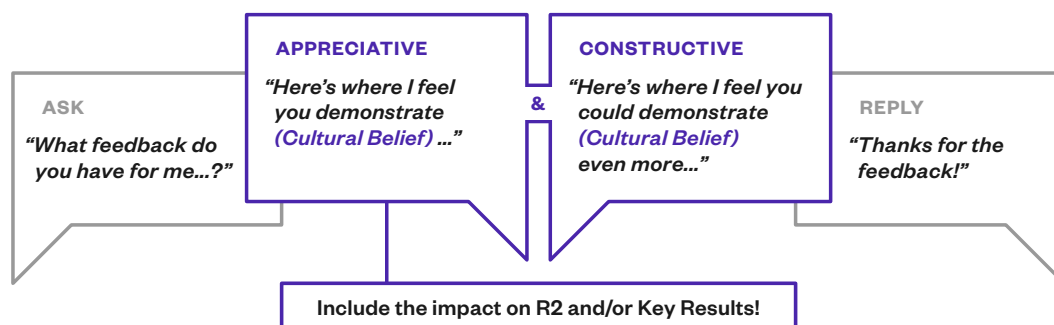 ASK
“What feedback do
you have for me...?”
APPRECIATIVE
“Here’s where I feel
you demonstrate
(Cultural Belief) ...”
&
CONSTRUCTIVE
“Here’s where I feel you
could demonstrate
(Cultural Belief)
even more...”
REPLY
“Thanks for the
feedback!”
Include the impact on R2 and/or Key Results!